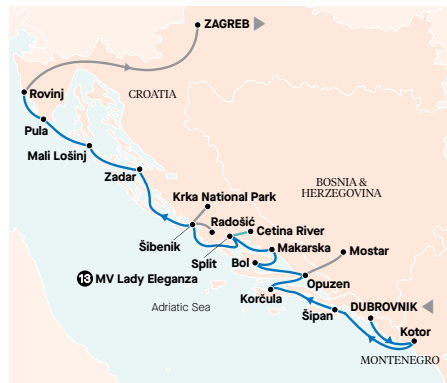 ZAGREB
CROATIA
Rovinj
Pula
Mali Lošinj
Zadar
Krka National Park
BOSNIA &
HERZEGOVINA
Radošić
Cetina River
Šibenik
Split
Makarska
Mostar
13 MV Lady Eleganza
Bol
Opuzen
Adriatic Sea
Korčula
DUBROVNIK
Šipan
Kotor
MONTENEGRO